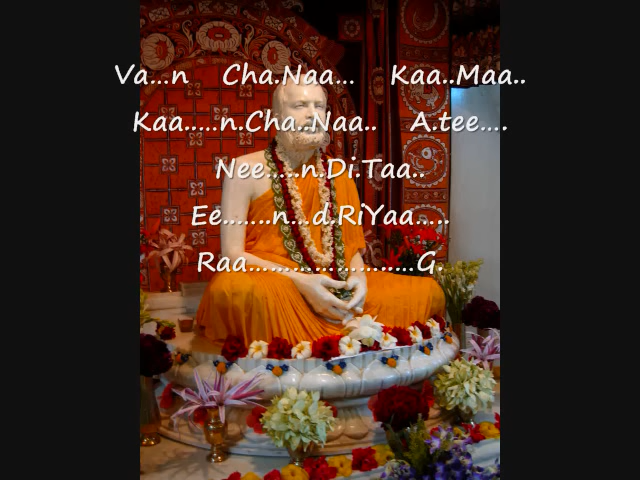 Va...n Cha.Naa... Kaa..Maa..
Kaa.....n.Cha..Naa.. A.tee....
Nee.....n.Di.Taa..
Ee.......n...d.RiYaa.....
Raa.......................G.